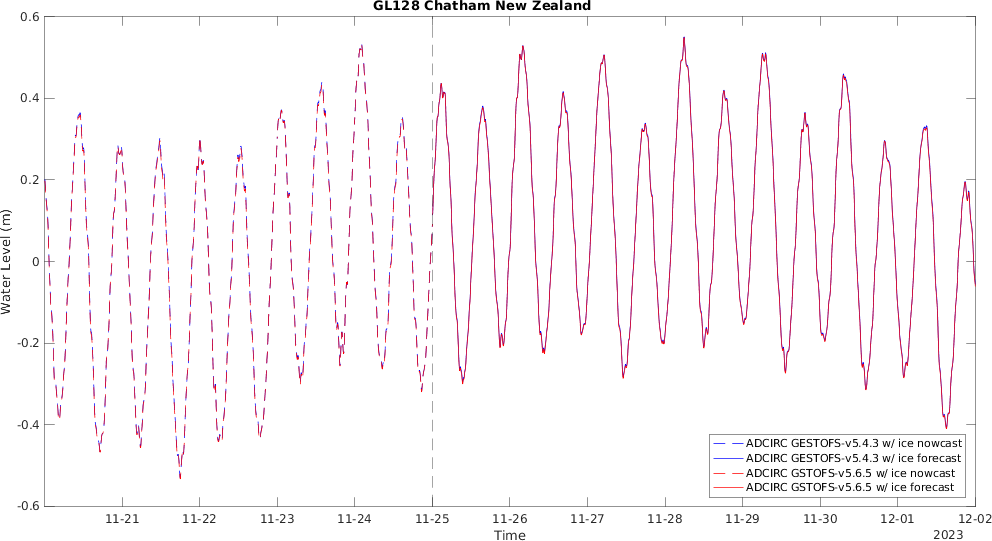 GL128 Chatham New Zealand
0.6
0.4
0.2
0
-0.2
-0.4
-0.6
Water Level (m)
ADCIRC GESTOFS-v5.4.3 w/ ice nowcast
ADCIRC GESTOFS-v5.4.3 w/ ice forecast
ADCIRC GSTOFS-v5.6.5 w/ ice nowcast
ADCIRC GSTOFS-v5.6.5 w/ ice forecast
11-21 11-22 11-23 11-24 11-25 11-26 11-27 11-28 11-29 11-30 12-01 12-02
Time
2023